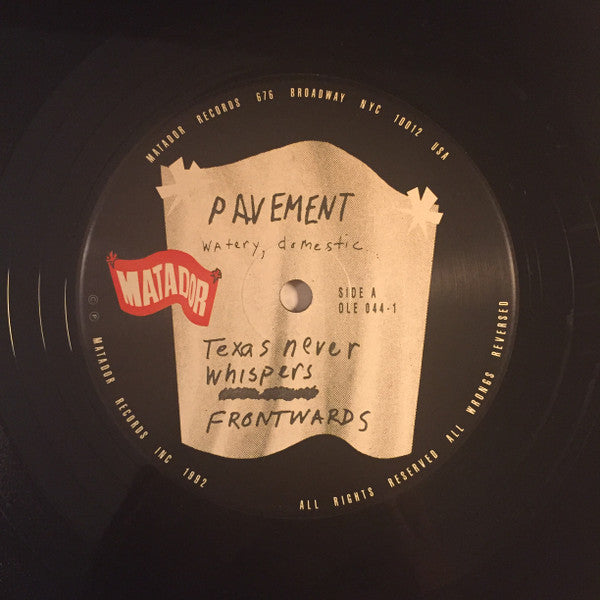 MATADOR RECORDS 676 BROADWAY NYC 10012 USA
PAVEMENT
watery, domestic
MATADOR
SIDE A
OLE 044-1
Texas never
whispers
FRONTWARDS
© P MATADOR RECORDS INC 1992
ALL RIGHTS RESERVED ALL WRONGS REVERSED